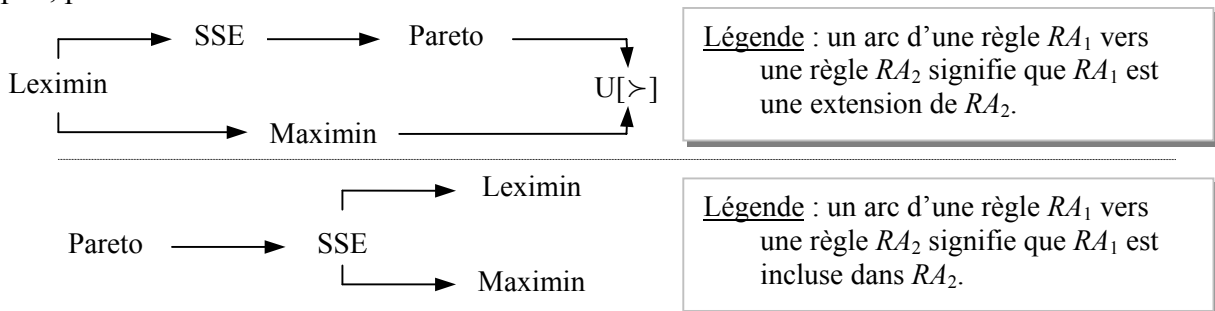 SSE
Pareto
Leximin
U[≻]
Maximin
Légende : un arc d’une règle RA₁ vers
une règle RA₂ signifie que RA₁ est
une extension de RA₂.
Leximin
Pareto
SSE
Maximin
Légende : un arc d’une règle RA₁ vers
une règle RA₂ signifie que RA₁ est
incluse dans RA₂.